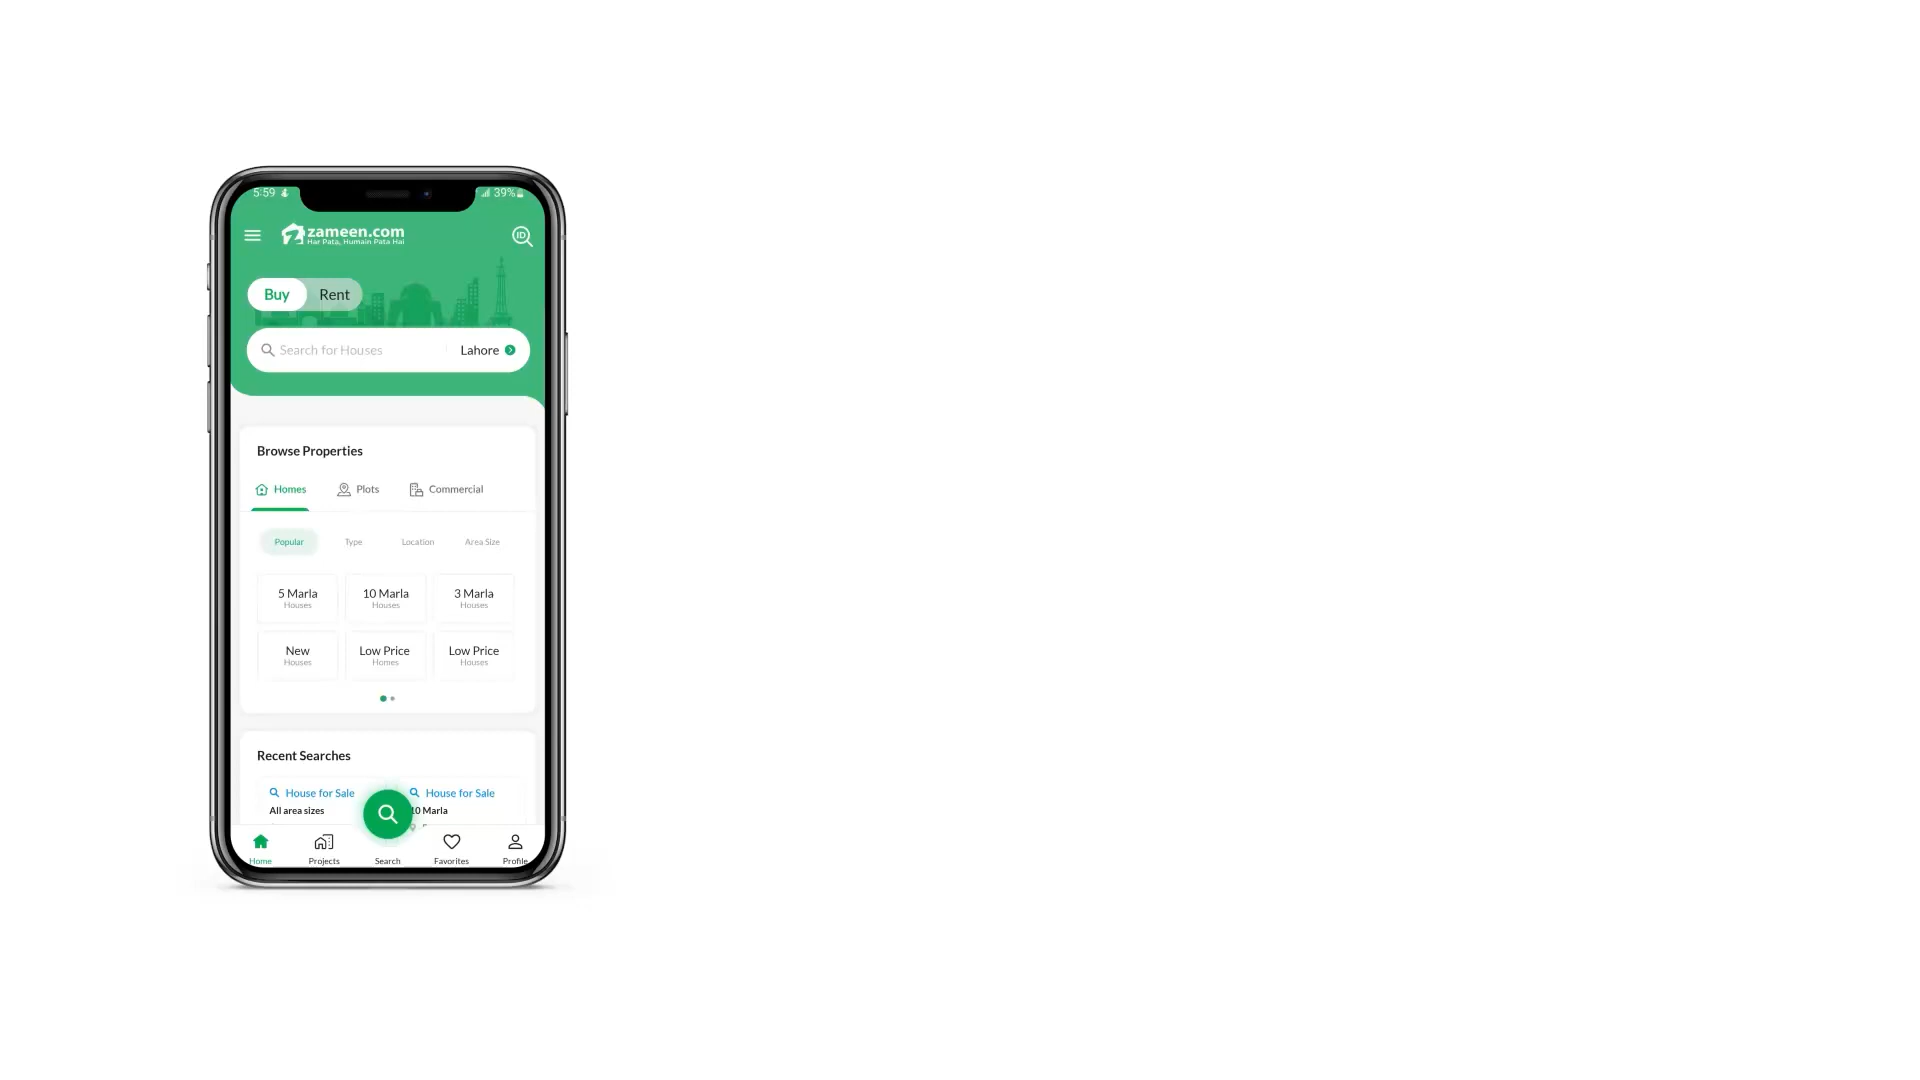 5:59
39%
zameen.com
Har Pata, Humain Pata Hai
ID
Buy
Rent
Search for Houses
Lahore
Browse Properties
Homes
Plots
Commercial
Popular
Type
Location
Area Size
5 Marla
Houses
10 Marla
Houses
3 Marla
Houses
New
Houses
Low Price
Homes
Low Price
Houses
Recent Searches
House for Sale
All area sizes
House for Sale
10 Marla
Home
Projects
Search
Favorites
Profile